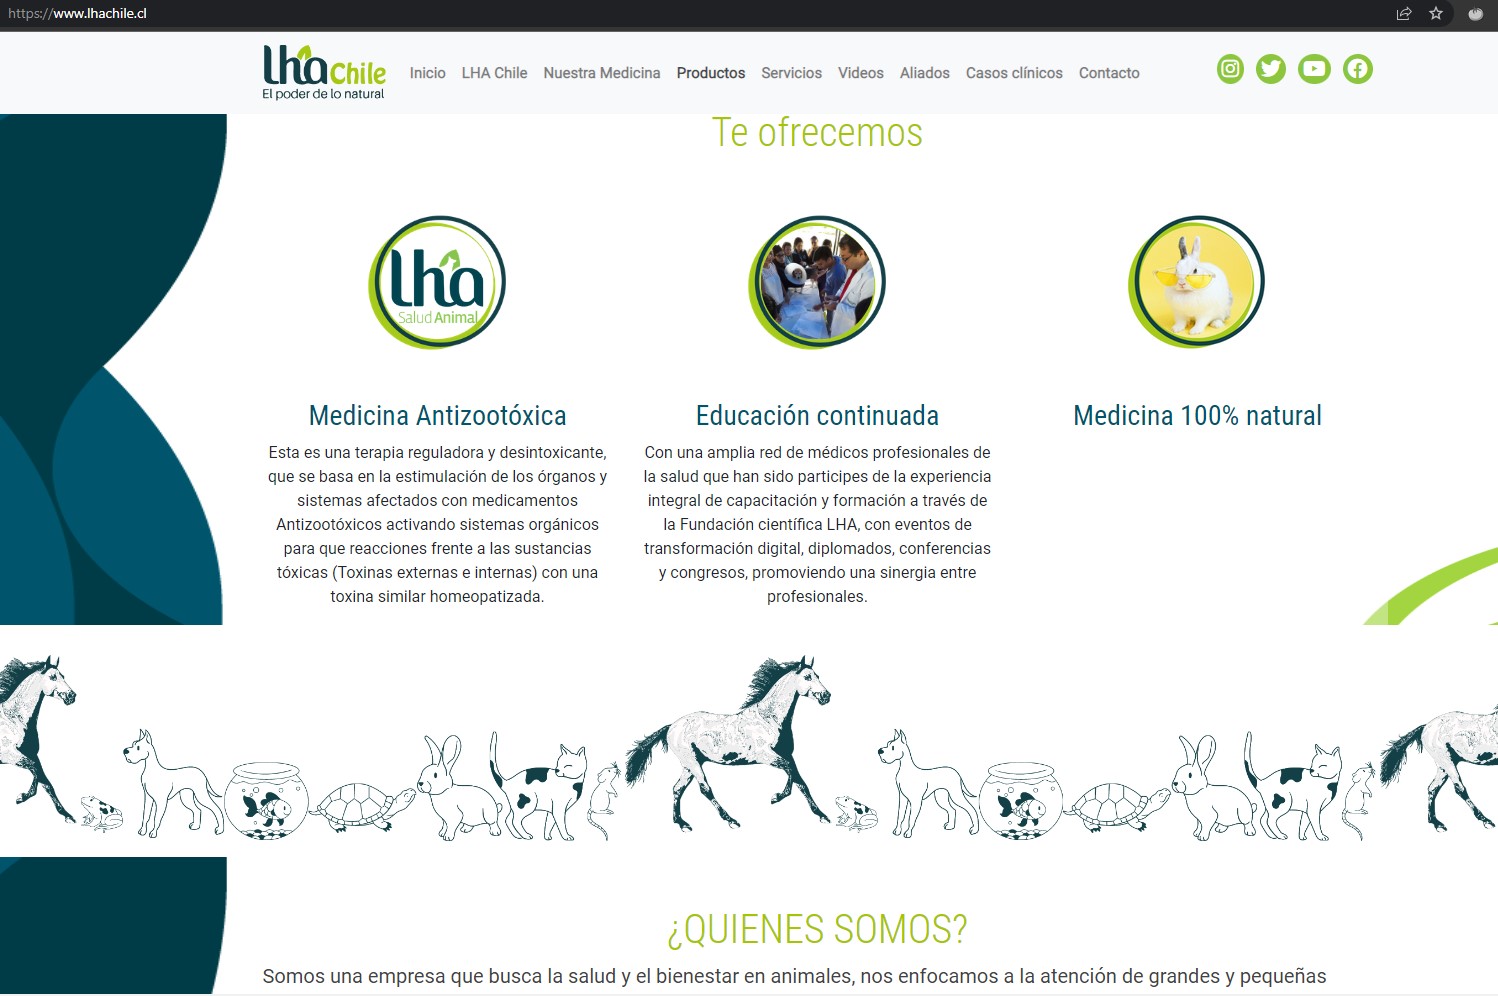 https://www.lhachile.cl
lha Chile
El poder de lo natural
Inicio LHA Chile Nuestra Medicina Productos Servicios Videos Aliados Casos clínicos Contacto
Te ofrecemos
lha
Salud Animal
Medicina Antizootóxica
Esta es una terapia reguladora y desintoxicante,
que se basa en la estimulación de los órganos y
sistemas afectados con medicamentos
Antizootóxicos activando sistemas orgánicos
para que reacciones frente a las sustancias
tóxicas (Toxinas externas e internas) con una
toxina similar homeopatizada.
Educación continuada
Con una amplia red de médicos profesionales de
la salud que han sido participes de la experiencia
integral de capacitación y formación a través de
la Fundación científica LHA, con eventos de
transformación digital, diplomados, conferencias
y congresos, promoviendo una sinergia entre
profesionales.
Medicina 100% natural
¿QUIENES SOMOS?
Somos una empresa que busca la salud y el bienestar en animales, nos enfocamos a la atención de grandes y pequeñas